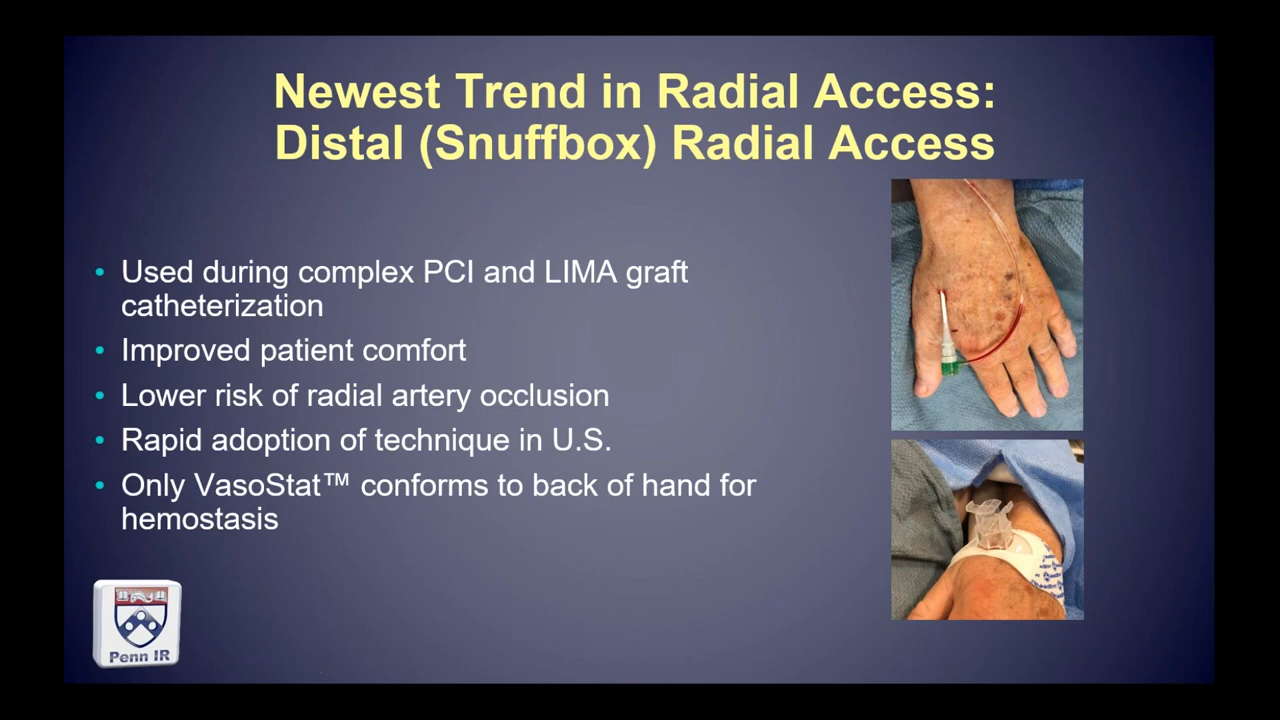 Newest Trend in Radial Access:
Distal (Snuffbox) Radial Access
• Used during complex PCI and LIMA graft
catheterization
• Improved patient comfort
• Lower risk of radial artery occlusion
• Rapid adoption of technique in U.S.
• Only VasoStat™ conforms to back of hand for
hemostasis
Penn IR